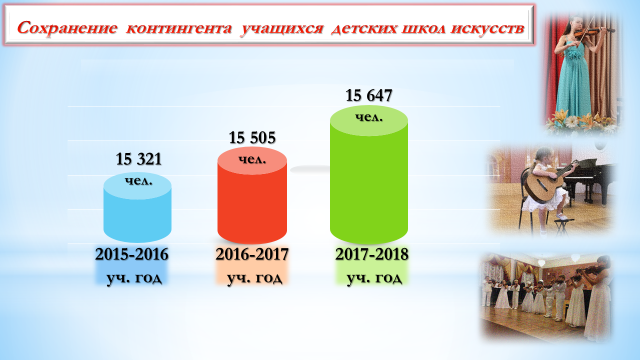 Сохранение контингента учащихся детских школ искусств
15 321
чел.
15 505
чел.
15 647
чел.
2015-2016
уч. год
2016-2017
уч. год
2017-2018
уч. год